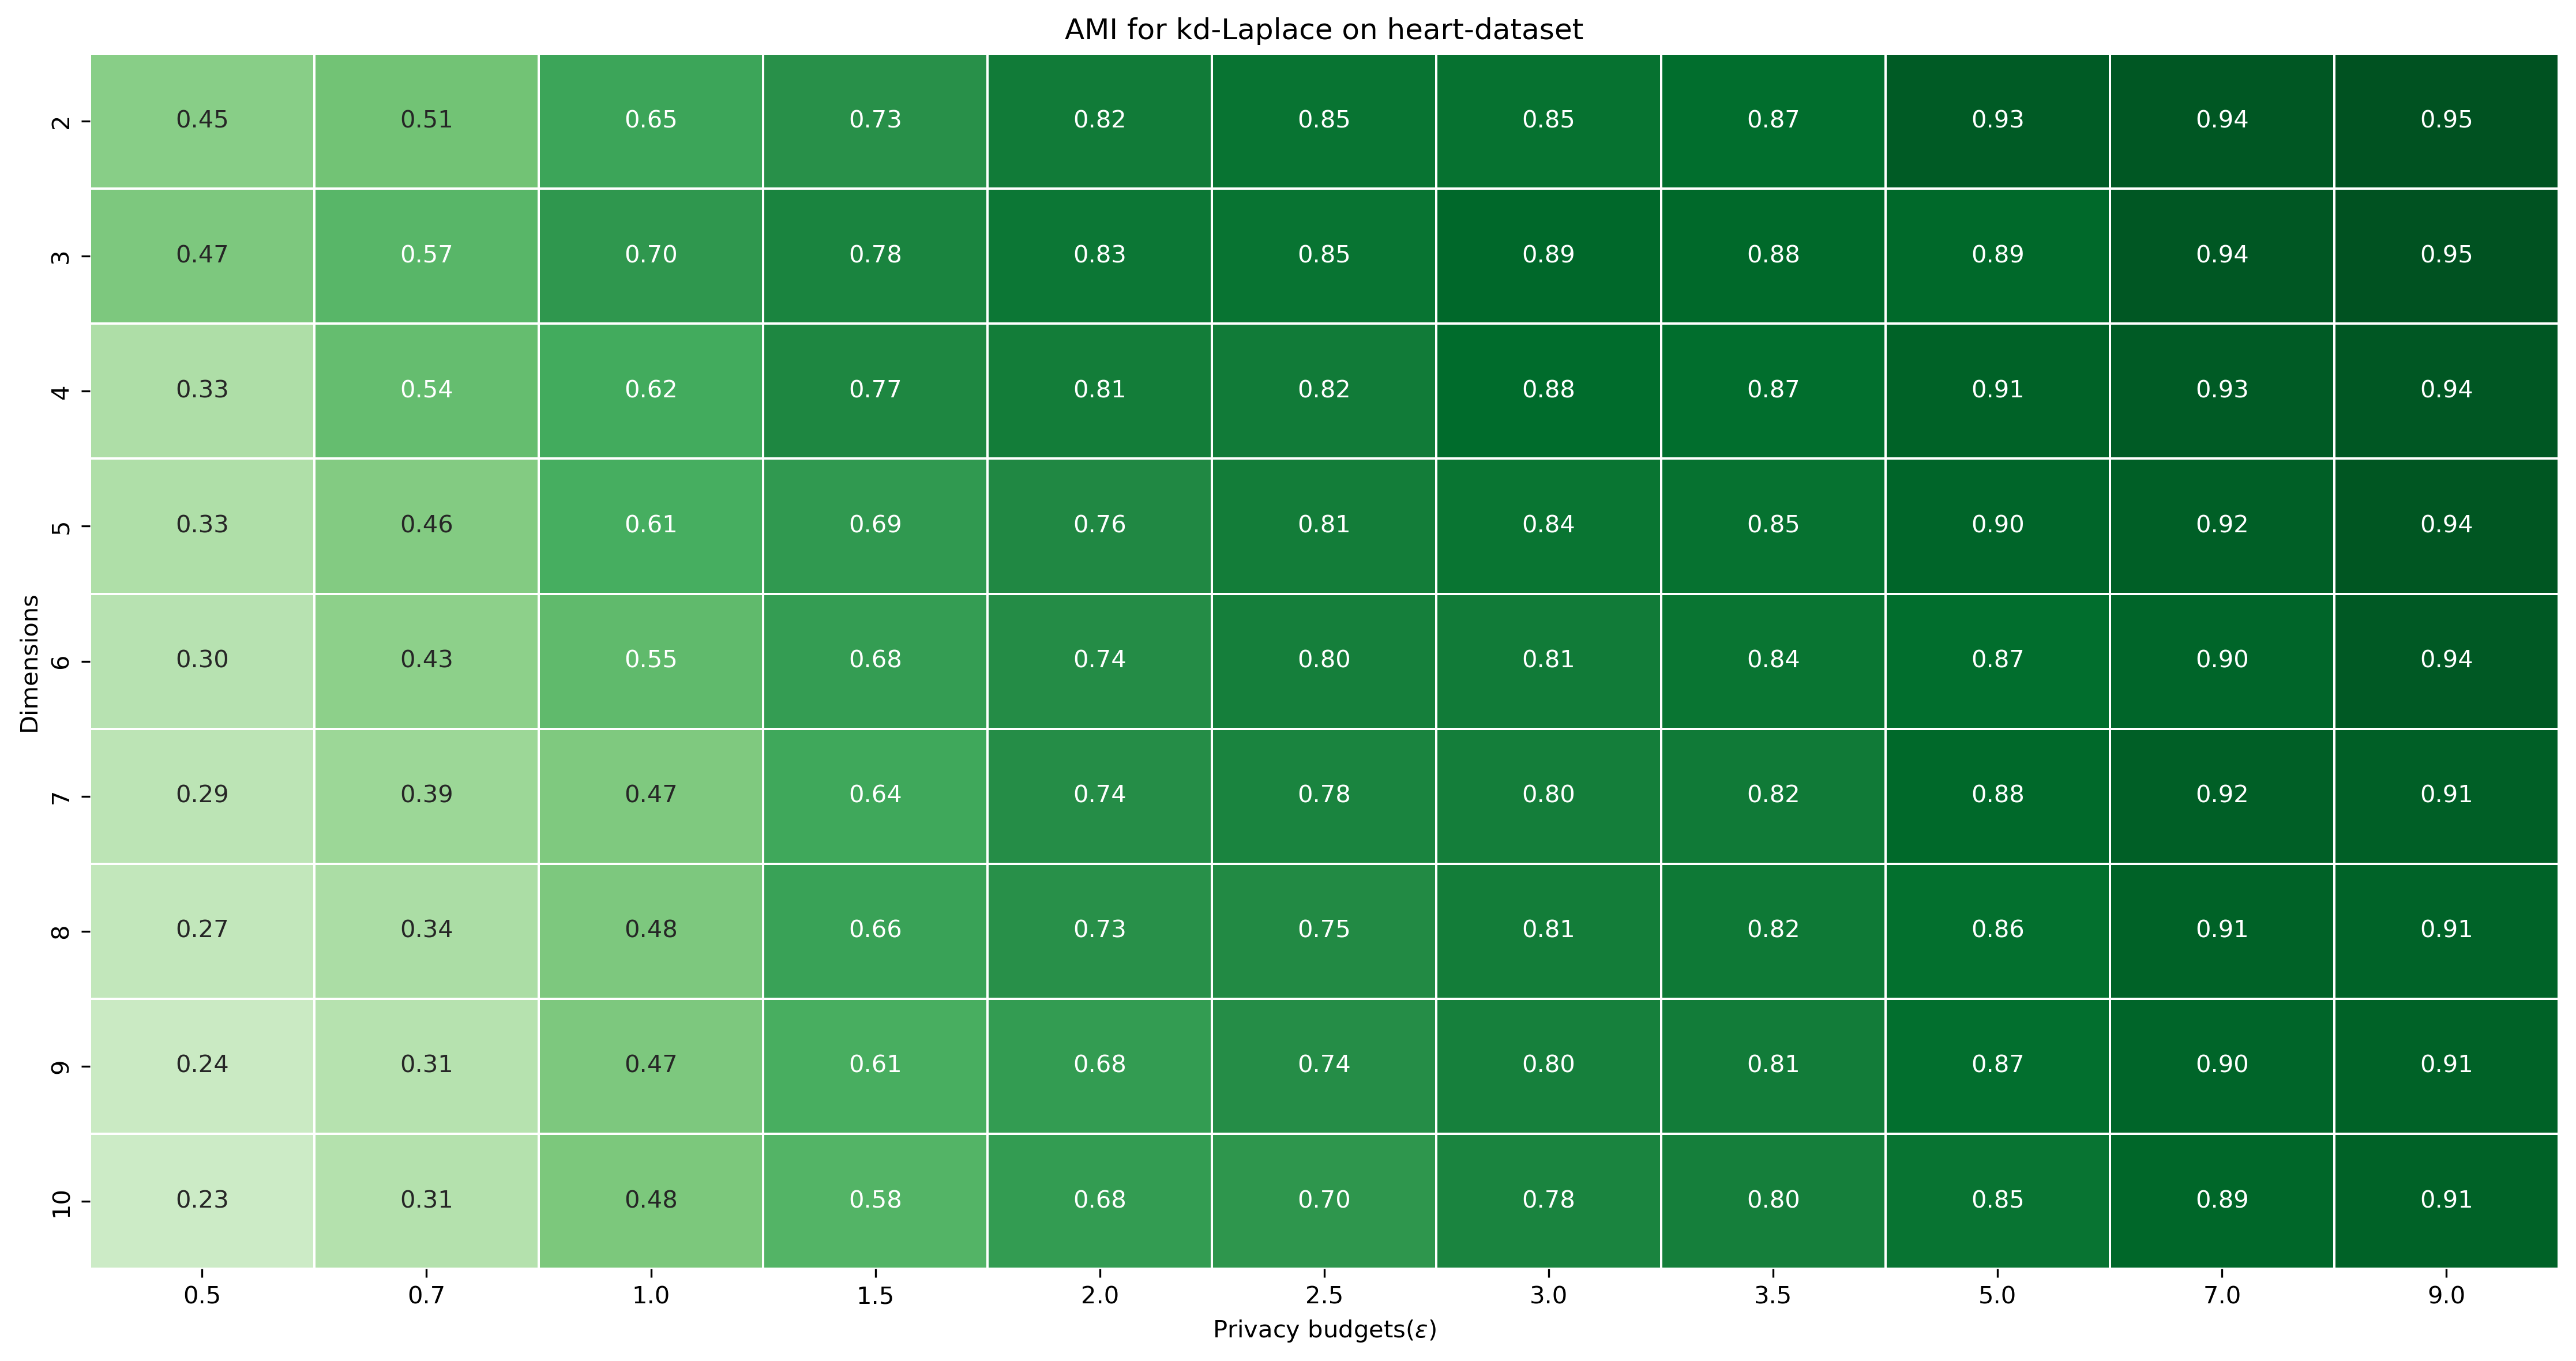 AMI for kd-Laplace on heart-dataset
Dimensions
2 0.45 0.51 0.65 0.73 0.82 0.85 0.85 0.87 0.93 0.94 0.95
3 0.47 0.57 0.70 0.78 0.83 0.85 0.89 0.88 0.89 0.94 0.95
4 0.33 0.54 0.62 0.77 0.81 0.82 0.88 0.87 0.91 0.93 0.94
5 0.33 0.46 0.61 0.69 0.76 0.81 0.84 0.85 0.90 0.92 0.94
6 0.30 0.43 0.55 0.68 0.74 0.80 0.81 0.84 0.87 0.90 0.94
7 0.29 0.39 0.47 0.64 0.74 0.78 0.80 0.82 0.88 0.92 0.91
8 0.27 0.34 0.48 0.66 0.73 0.75 0.81 0.82 0.86 0.91 0.91
9 0.24 0.31 0.47 0.61 0.68 0.74 0.80 0.81 0.87 0.90 0.91
10 0.23 0.31 0.48 0.58 0.68 0.70 0.78 0.80 0.85 0.89 0.91
0.5 0.7 1.0 1.5 2.0 2.5 3.0 3.5 5.0 7.0 9.0
Privacy budgets(ε)